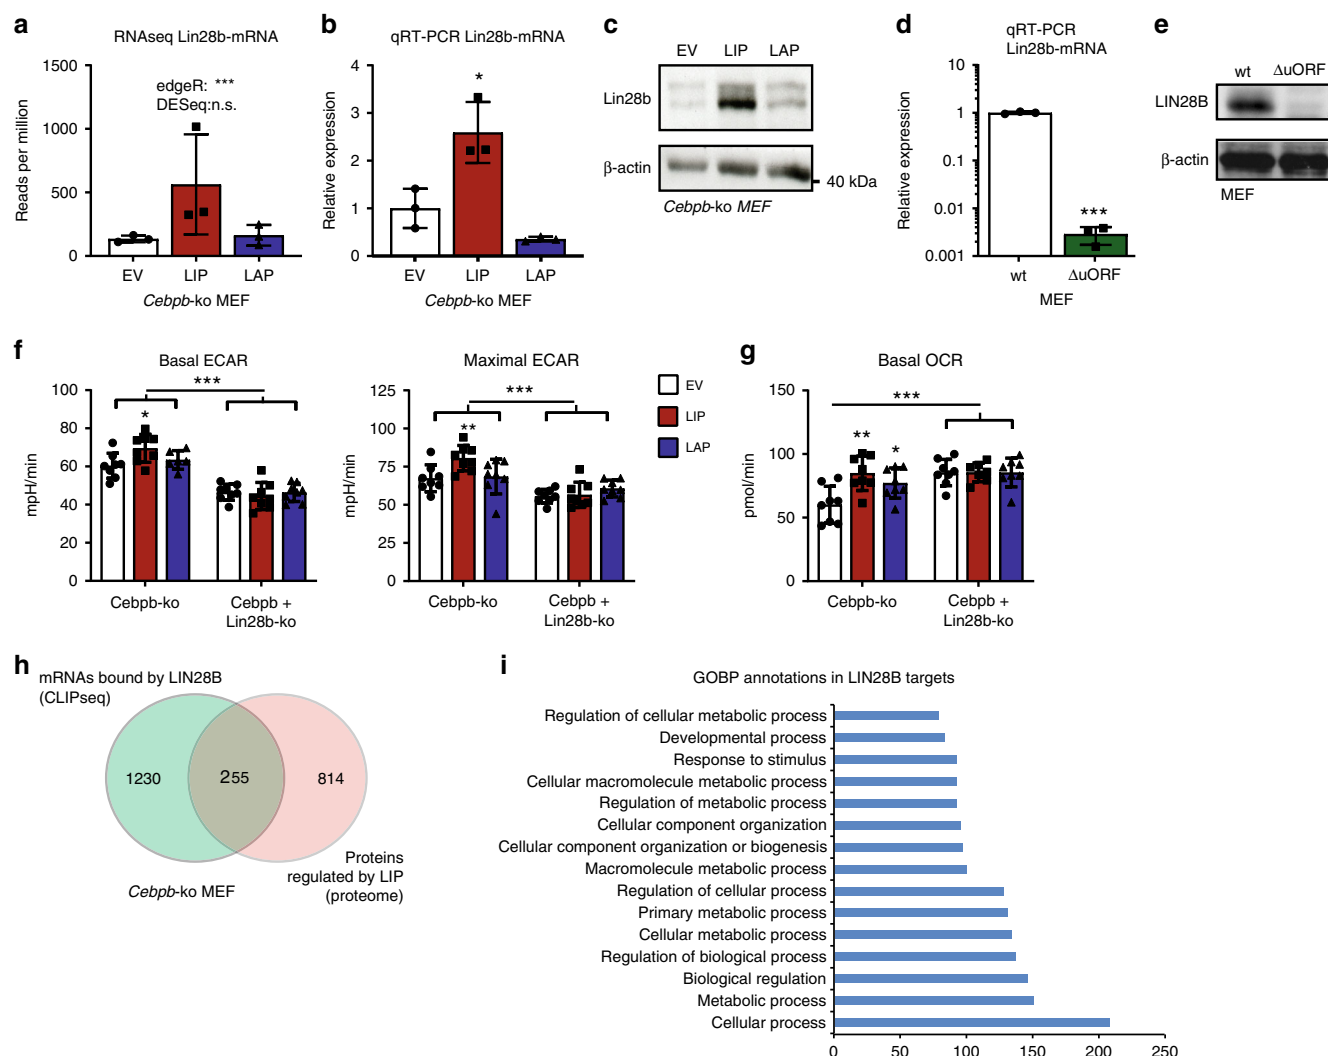 a
RNAseq Lin28b-mRNA
1500
1000
500
0
Reads per million
edgeR: ***
DESeq:n.s.
EV LIP LAP
Cebpb-ko MEF
b
qRT-PCR Lin28b-mRNA
4
3
2
1
0
Relative expression
*
EV LIP LAP
Cebpb-ko MEF
c
EV LIP LAP
Lin28b
β-actin
40 kDa
Cebpb-ko MEF
d
qRT-PCR
Lin28b-mRNA
10
1
0.1
0.01
0.001
Relative expression
***
wt ΔuORF
MEF
e
wt ΔuORF
LIN28B
β-actin
MEF
f
Basal ECAR
100
80
60
40
20
0
mpH/min
***
*
Cebpb-ko
Cebpb +
Lin28b-ko
Maximal ECAR
125
100
75
50
25
0
mpH/min
***
**
Cebpb-ko
Cebpb +
Lin28b-ko
EV
LIP
LAP
g
Basal OCR
150
100
50
0
pmol/min
***
** *
Cebpb-ko
Cebpb +
Lin28b-ko
h
mRNAs bound by LIN28B
(CLIPseq)
1230 255 814
Cebpb-ko MEF
Proteins
regulated by LIP
(proteome)
i
GOBP annotations in LIN28B targets
Regulation of cellular metabolic process
Developmental process
Response to stimulus
Cellular macromolecule metabolic process
Regulation of metabolic process
Cellular component organization
Cellular component organization or biogenesis
Macromolecule metabolic process
Regulation of cellular process
Primary metabolic process
Cellular metabolic process
Regulation of biological process
Biological regulation
Metabolic process
Cellular process
0 50 100 150 200 250